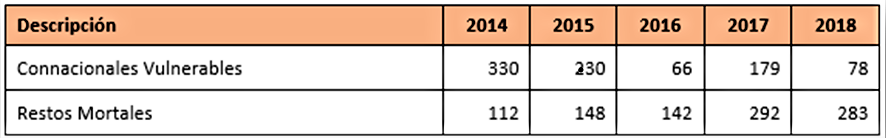 Descripción 2014 2015 2016 2017 2018
Connacionales Vulnerables 330 230 66 179 78
Restos Mortales 112 148 142 292 283